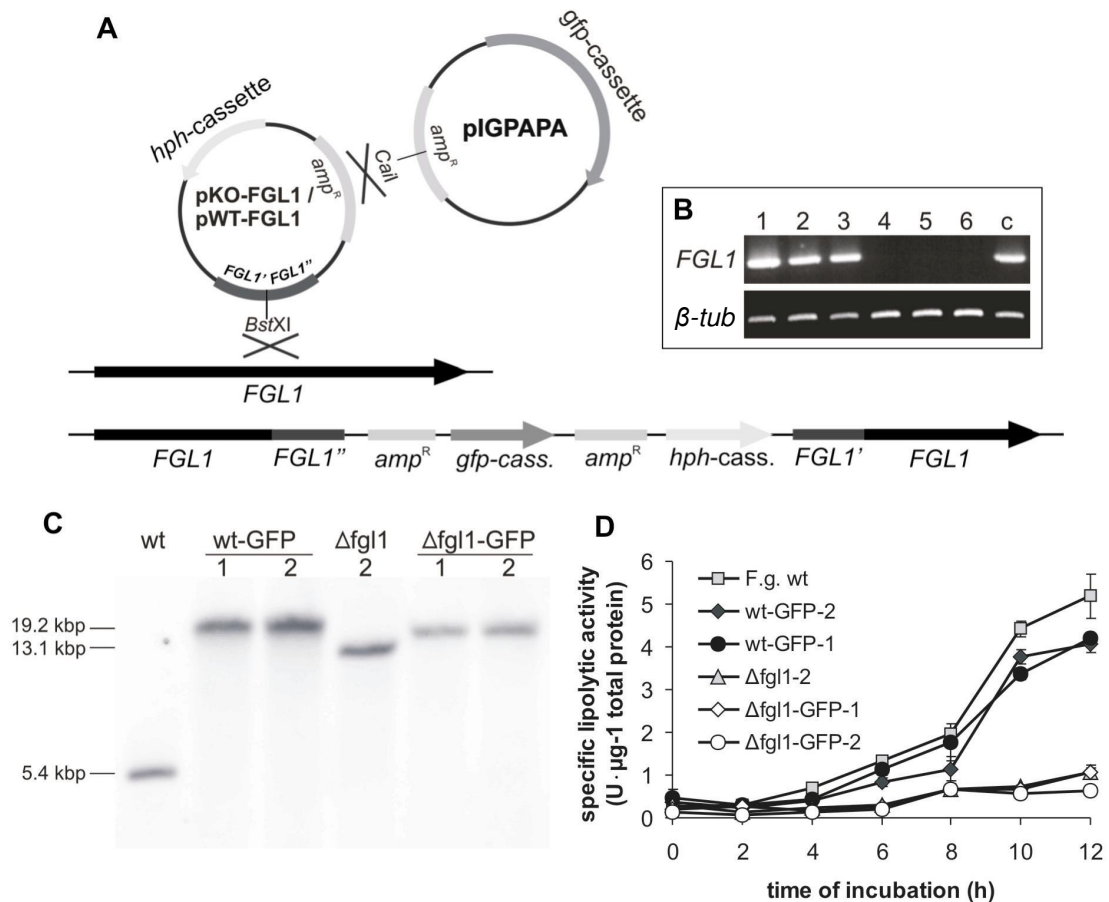 A
hph-cassette
gfp-cassette
pIGPAPA
ampᴿ
CaiI
pKO-FGL1 /
pWT-FGL1
ampᴿ
FGL1' FGL1"
BstXI
FGL1
FGL1 FGL1" ampᴿ gfp-cass. ampᴿ hph-cass. FGL1' FGL1
B
1 2 3 4 5 6 c
FGL1
β-tub
C
wt wt-GFP Δfgl1 Δfgl1-GFP
1 2 2 1 2
19.2 kbp
13.1 kbp
5.4 kbp
D
specific lipolytic activity
(U · µg-1 total protein)
6
5
4
3
2
1
0
F.g. wt
wt-GFP-2
wt-GFP-1
Δfgl1-2
Δfgl1-GFP-1
Δfgl1-GFP-2
0 2 4 6 8 10 12
time of incubation (h)